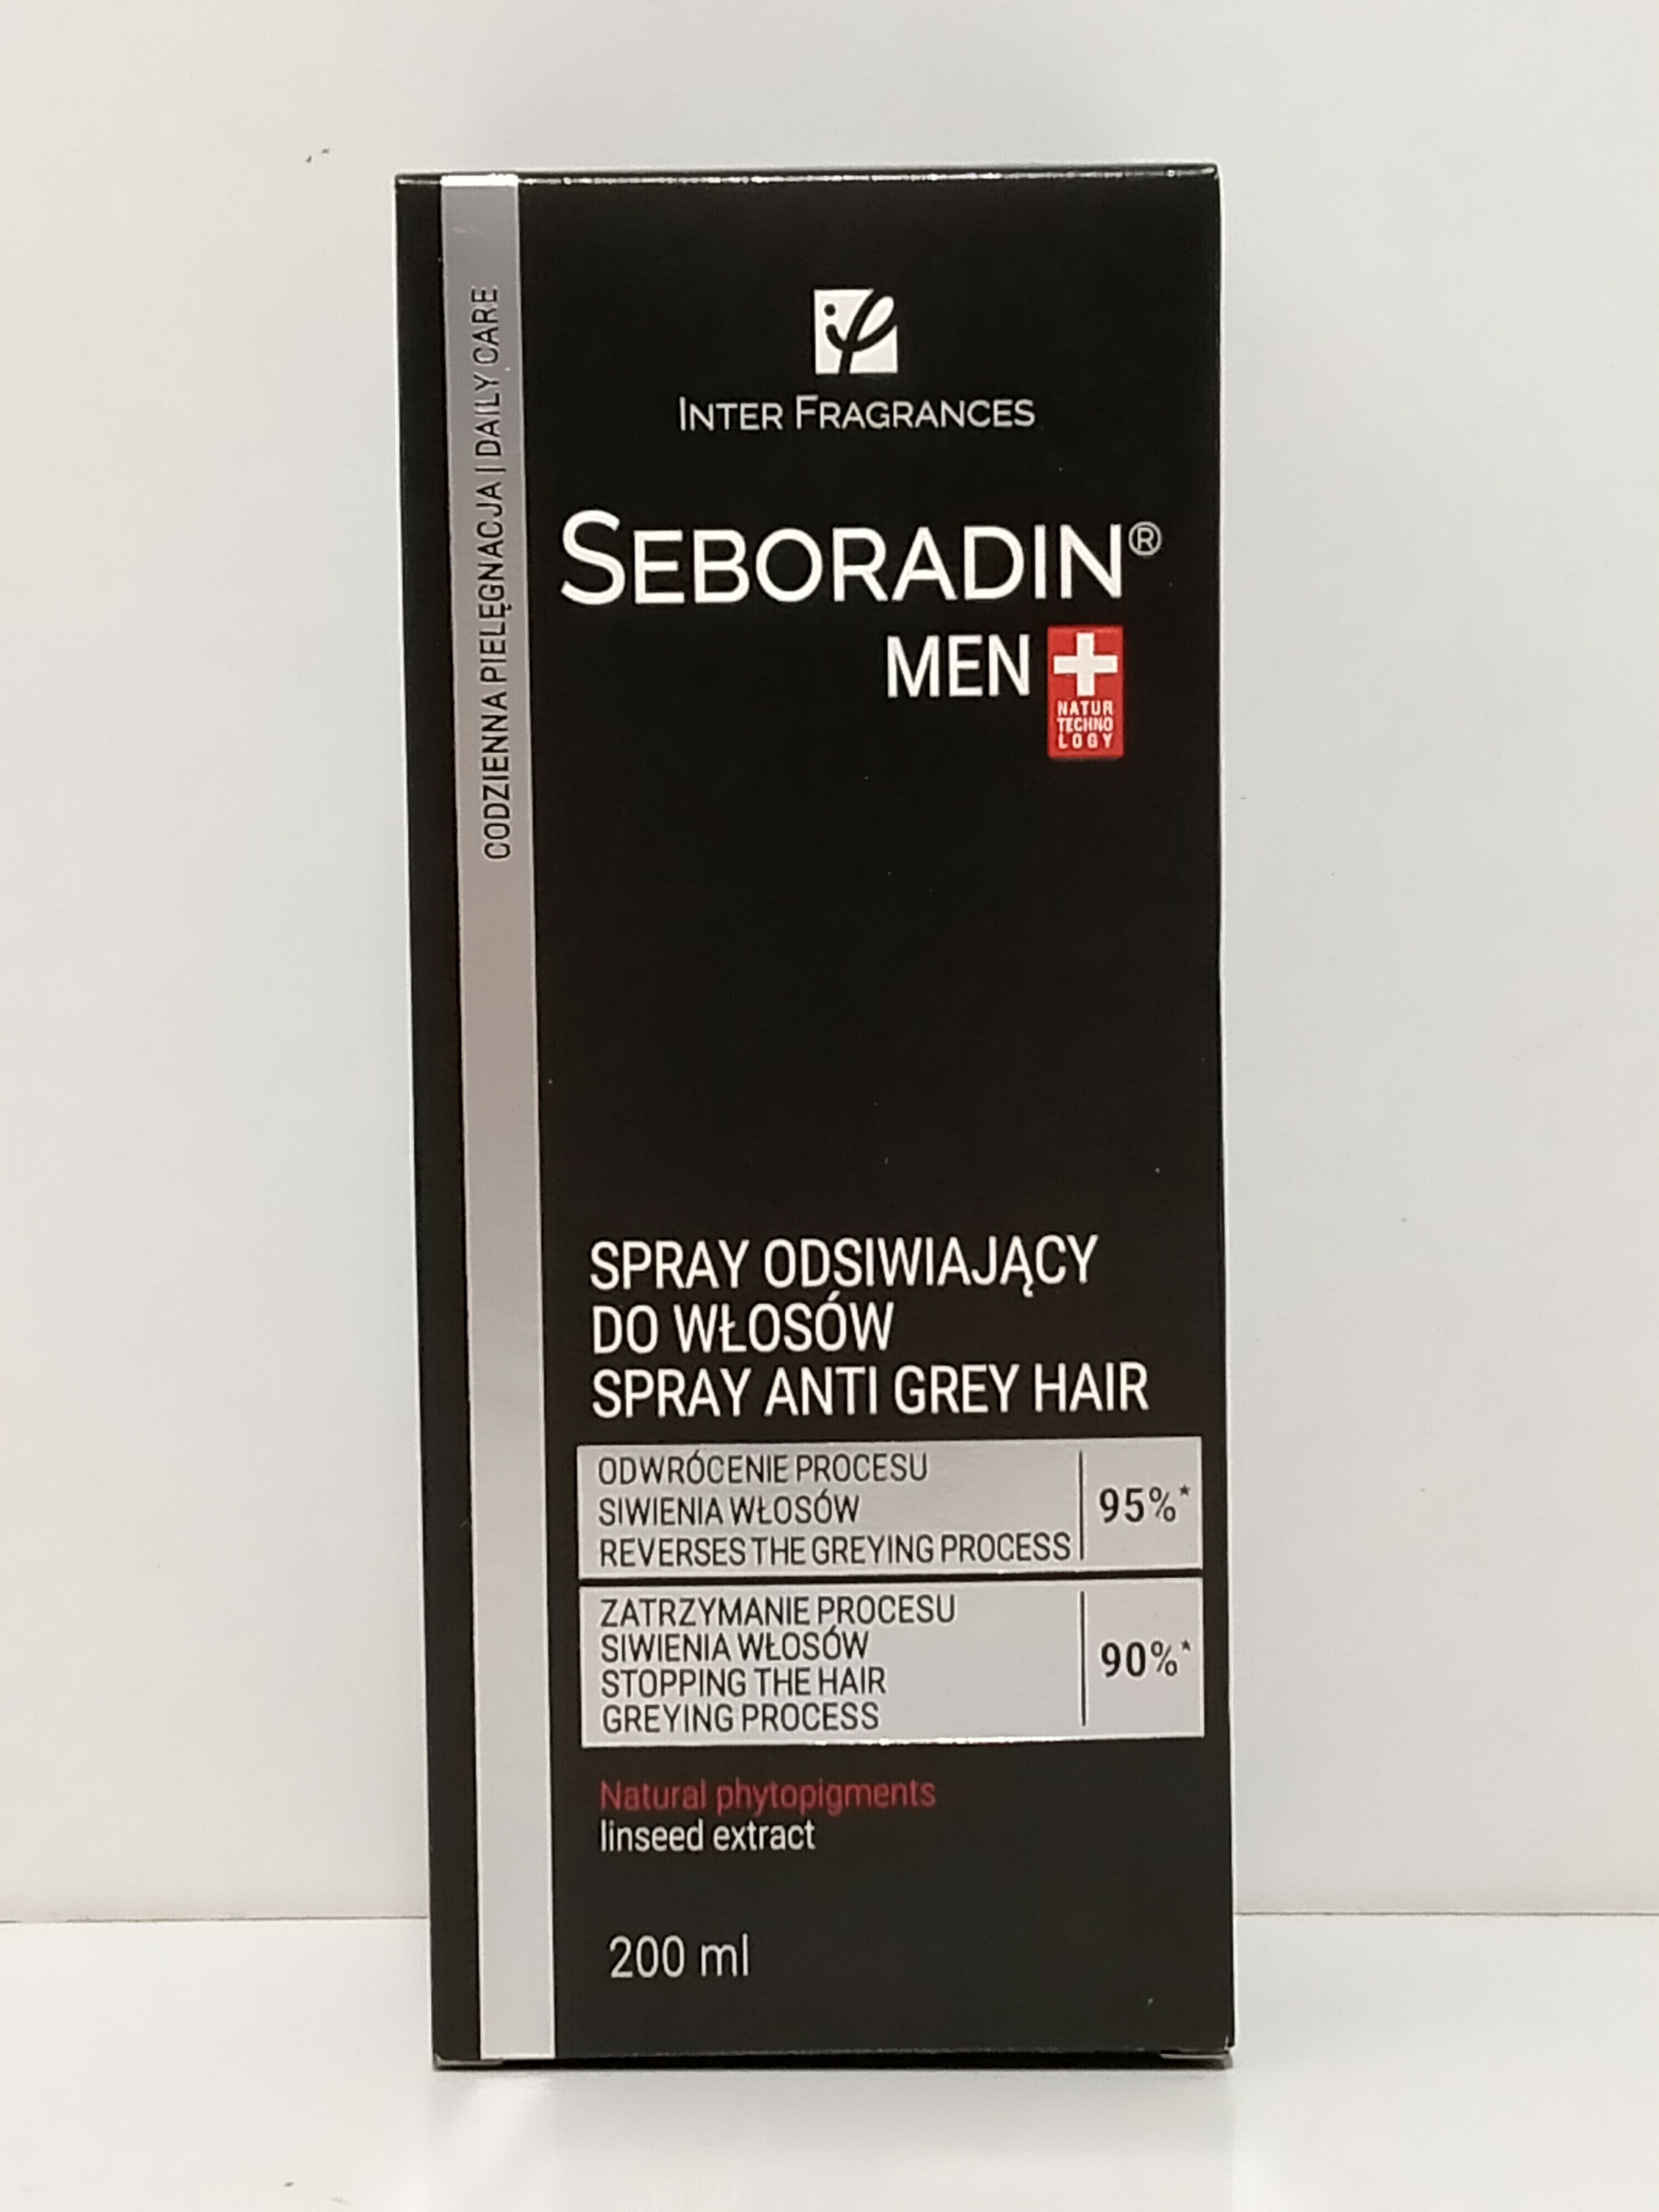 CODZIENNA PIELĘGNACJA | DAILY CARE
INTER FRAGRANCES
SEBORADIN®
MEN
NATUR
TECHNO
LOGY
SPRAY ODSIWIAJĄCY
DO WŁOSÓW
SPRAY ANTI GREY HAIR
ODWRÓCENIE PROCESU
SIWIENIA WŁOSÓW
REVERSES THE GREYING PROCESS
95%*
ZATRZYMANIE PROCESU
SIWIENIA WŁOSÓW
STOPPING THE HAIR
GREYING PROCESS
90%*
Natural phytopigments
linseed extract
200 ml